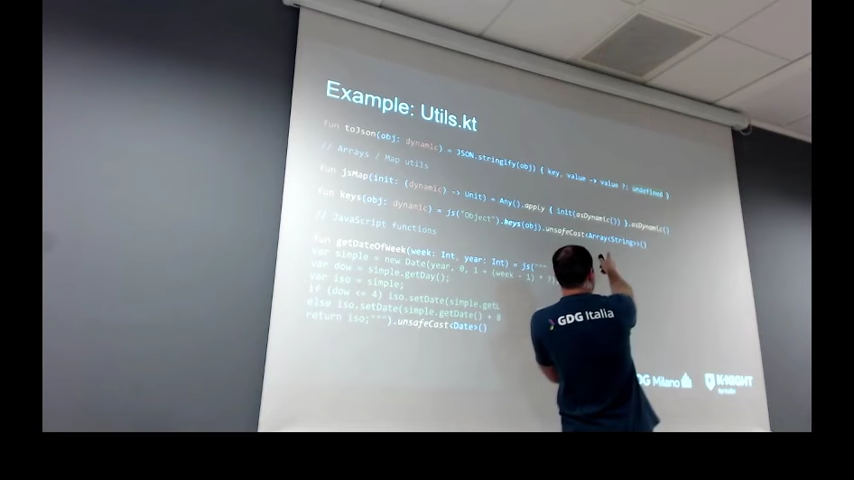 Example: Utils.kt
fun toJson(obj: dynamic) = JSON.stringify(obj) { key, value -> value ?: undefined }
// Arrays / Map utils
fun jsMap(init: (dynamic) -> Unit) = Any().apply { init(asDynamic()) }.asDynamic()
fun keys(obj: dynamic) = js("Object").keys(obj).unsafeCast<Array<String>>()
// JavaScript functions
fun getDateOfWeek(week: Int, year: Int) = js("""
var simple = new Date(year, 0, 1 + (week - 1) *
var dow = simple.getDay();
var iso = simple;
if (dow <= 4) iso.setDate(simple.get
else iso.setDate(simple.getDate() + 8
return iso;""").unsafeCast<Date>()
GDG Italia
DG Milano
K-NIGHT